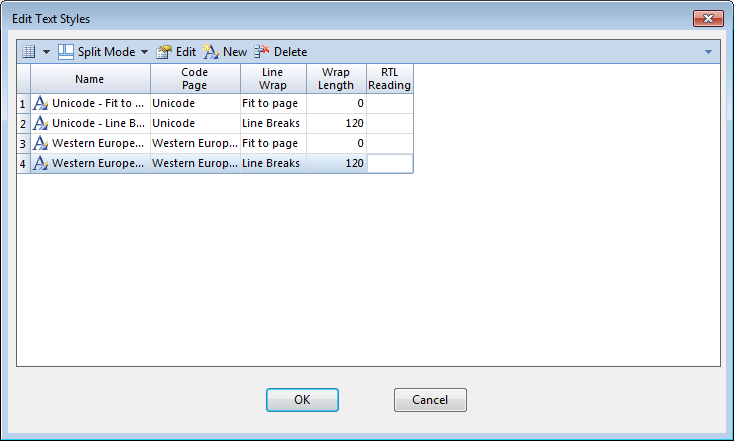 Edit Text Styles
Split Mode Edit New Delete
Name Code Page Line Wrap Wrap Length RTL Reading
1 Unicode - Fit to ... Unicode Fit to page 0
2 Unicode - Line B... Unicode Line Breaks 120
3 Western Europe... Western Europ... Fit to page 0
4 Western Europe... Western Europ... Line Breaks 120
OK Cancel